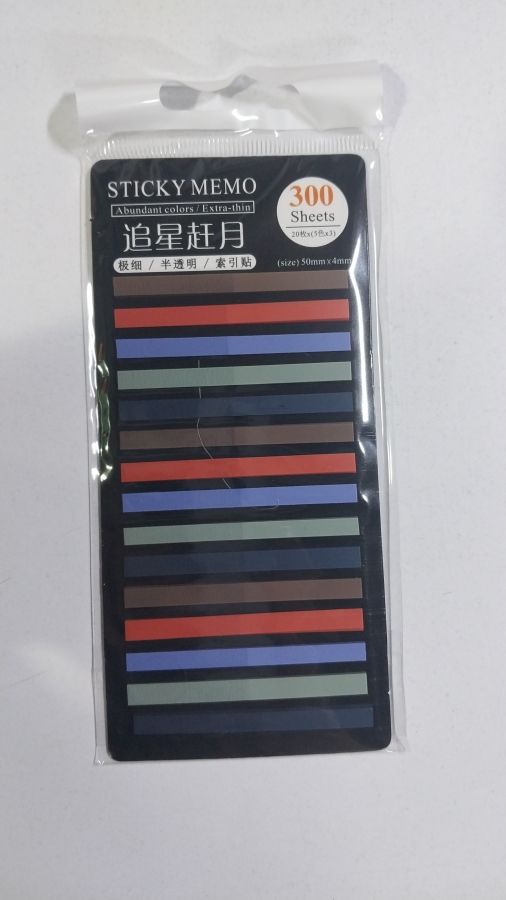 STICKY MEMO
Abundant colors / Extra-thin
追星赶月
极细 / 半透明 / 索引贴
300
Sheets
20枚x(5色x3)
(size) 50mm x 4mm